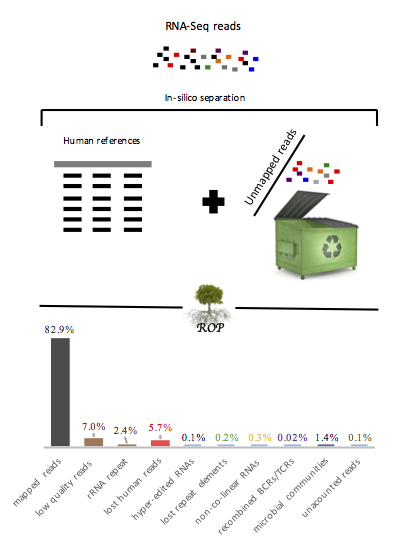 RNA-Seq reads
In-silico separation
Human references
Unmapped reads
ROP
82.9%
7.0%
2.4%
5.7%
0.1%
0.2%
0.3%
0.02%
1.4%
0.1%
mapped reads
low quality reads
rRNA repeat
lost human reads
hyper-edited RNAs
lost repeat elements
non-co-linear RNAs
recombined BCRs/TCRs
microbial communities
unacounted reads